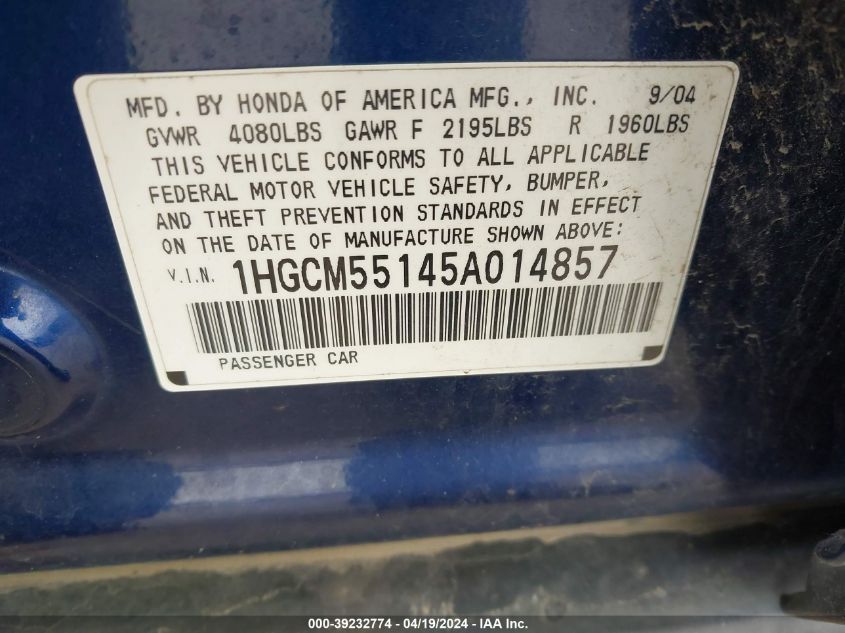 MFD. BY HONDA OF AMERICA MFG., INC. 9/04
GVWR 4080LBS GAWR F 2195LBS R 1960LBS
THIS VEHICLE CONFORMS TO ALL APPLICABLE
FEDERAL MOTOR VEHICLE SAFETY, BUMPER,
AND THEFT PREVENTION STANDARDS IN EFFECT
ON THE DATE OF MANUFACTURE SHOWN ABOVE:
V.I.N. 1HGCM55145A014857
PASSENGER CAR
000-39232774 - 04/19/2024 - IAA Inc.